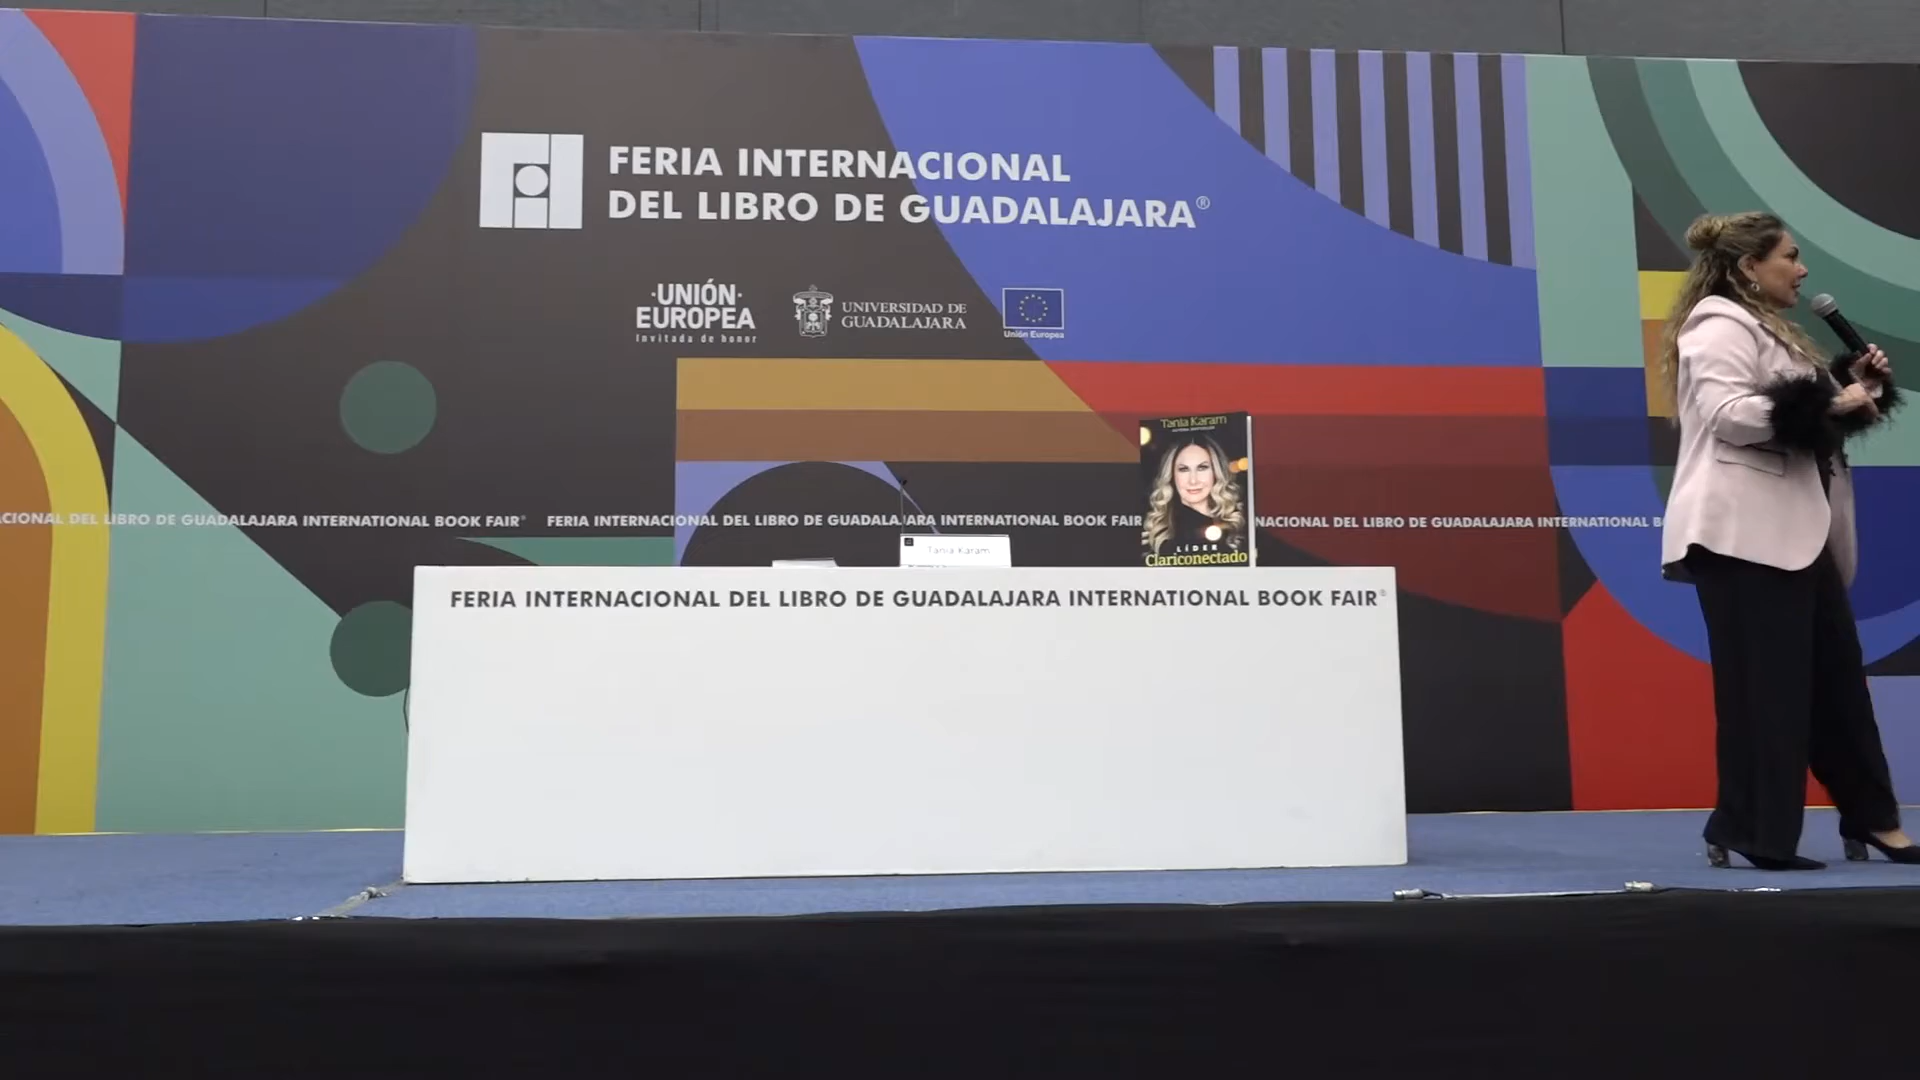 FERIA INTERNACIONAL
DEL LIBRO DE GUADALAJARA®
·UNIÓN·
EUROPEA
Invitada de honor
UNIVERSIDAD DE
GUADALAJARA
Unión Europea
Tania Karam
LÍDER
Clariconectado
CIONAL DEL LIBRO DE GUADALAJARA INTERNATIONAL BOOK FAIR® FERIA INTERNACIONAL DEL LIBRO DE GUADALAJARA INTERNATIONAL BOOK FAIR NACIONAL DEL LIBRO DE GUADALAJARA INTERNATIONAL B
Tania Karam
FERIA INTERNACIONAL DEL LIBRO DE GUADALAJARA INTERNATIONAL BOOK FAIR®